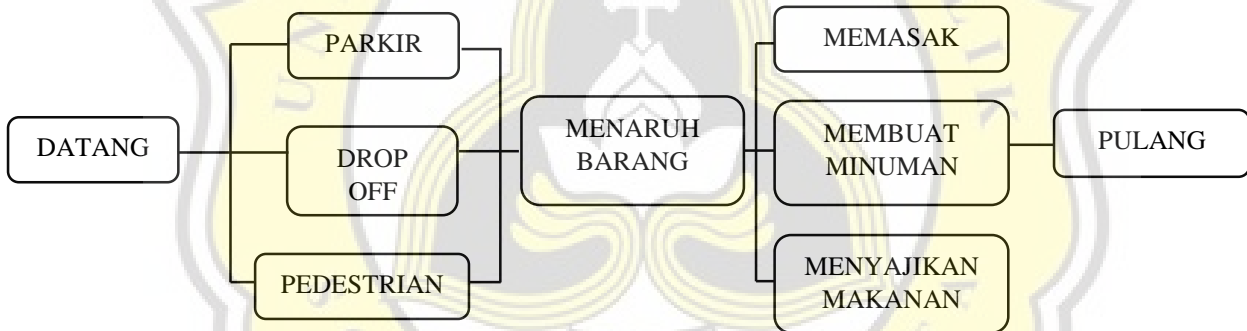 DATANG
PARKIR
DROP
OFF
PEDESTRIAN
MENARUH
BARANG
MEMASAK
MEMBUAT
MINUMAN
MENYAJIKAN
MAKANAN
PULANG